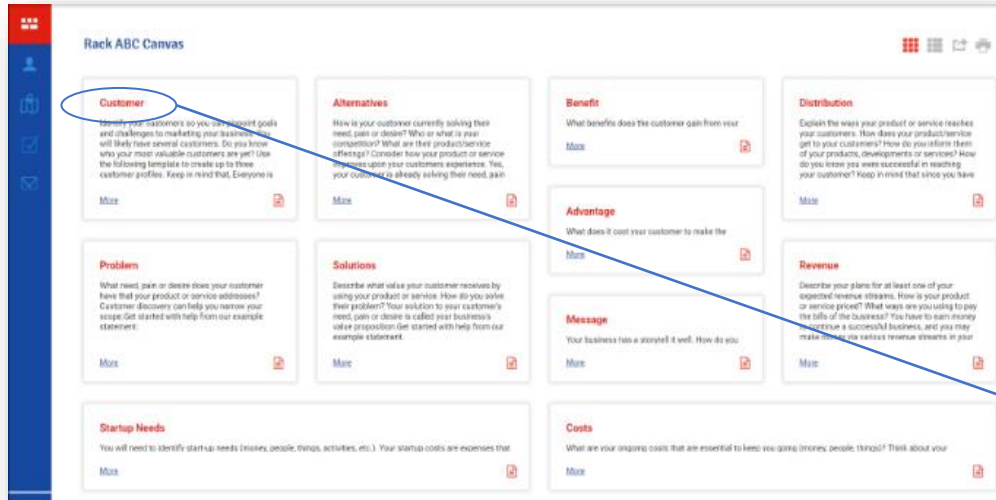 Rack ABC Canvas
Customer
Identify your customers so you can pinpoint goals
and challenges to marketing your business. You
will likely have several customers. Do you know
who your most valuable customers are yet? Use
the following template to create up to three
customer profiles. Keep in mind that, Everyone is
More
Alternatives
How is your customer currently solving their
need, pain or desire? Who or what is your
competition? What are their product/service
offerings? Consider how your product or service
improves upon your customers experience. Yes,
your customer is already solving their need, pain
More
Benefit
What benefits does the customer gain from your
More
Distribution
Explain the ways your product or service reaches
your customers. How does your product/service
get to your customers? How do you inform them
of your products, developments or services? How
do you know you were successful in reaching
your customer? Keep in mind that since you have
More
Advantage
What does it cost your customer to make the
More
Problem
What need, pain or desire does your customer
have that your product or service addresses?
Customer discovery can help you narrow your
scope.Get started with help from our example
statement.
More
Solutions
Describe what value your customer receives by
using your product or service. How do you solve
their problem? Your solution to your customer's
need, pain or desire is called your business's
value proposition.Get started with help from our
example statement.
More
Message
Your business has a storytell it well. How do you
More
Revenue
Describe your plans for at least one of your
expected revenue streams. How is your product
or service priced? What ways are you using to pay
the bills of the business? You have to earn money
to continue a successful business, and you may
make money via various revenue streams in your
More
Startup Needs
You will need to identify start-up needs (money, people, things, activities, etc.). Your startup costs are expenses that
More
Costs
What are your ongoing costs that are essential to keep you going (money, people, things)? Think about your
More